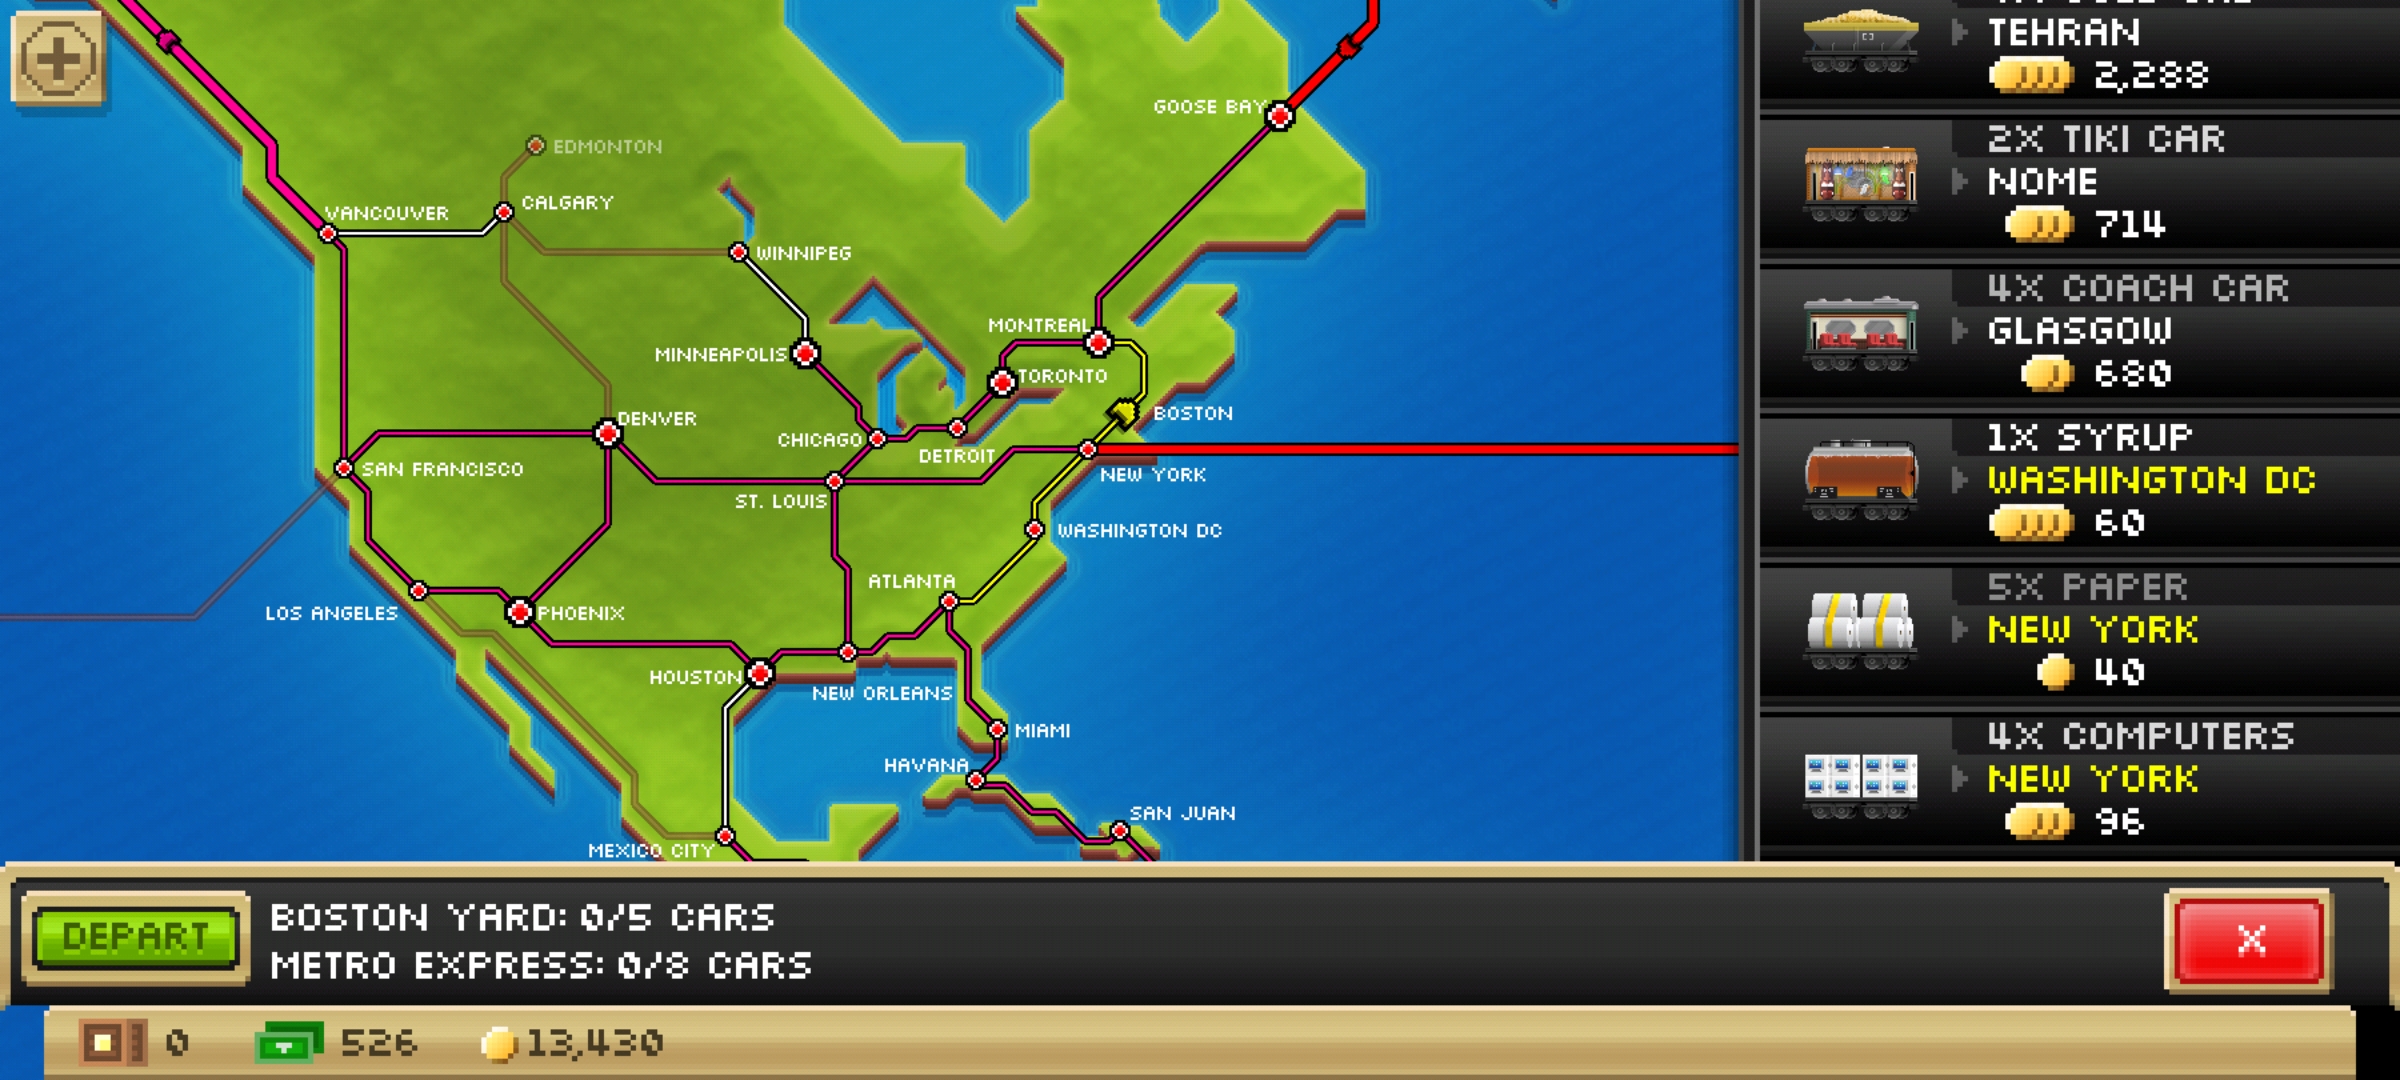 GOOSE BAY
EDMONTON
CALGARY
VANCOUVER
WINNIPEG
MONTREAL
MINNEAPOLIS
TORONTO
DENVER
BOSTON
CHICAGO
DETROIT
SAN FRANCISCO
NEW YORK
ST. LOUIS
WASHINGTON DC
ATLANTA
LOS ANGELES
PHOENIX
HOUSTON
NEW ORLEANS
MIAMI
HAVANA
SAN JUAN
MEXICO CITY
TEHRAN
2,288
2X TIKI CAR
NOME
714
4X COACH CAR
GLASGOW
680
1X SYRUP
WASHINGTON DC
60
5X PAPER
NEW YORK
40
4X COMPUTERS
NEW YORK
96
DEPART
BOSTON YARD: 0/5 CARS
METRO EXPRESS: 0/8 CARS
X
0
526
13,430